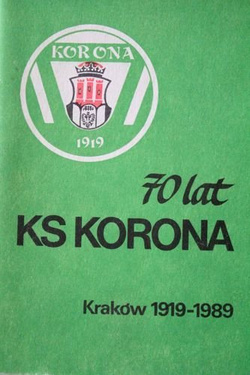 KORONA
1919
70 lat
KS KORONA
Kraków 1919-1989